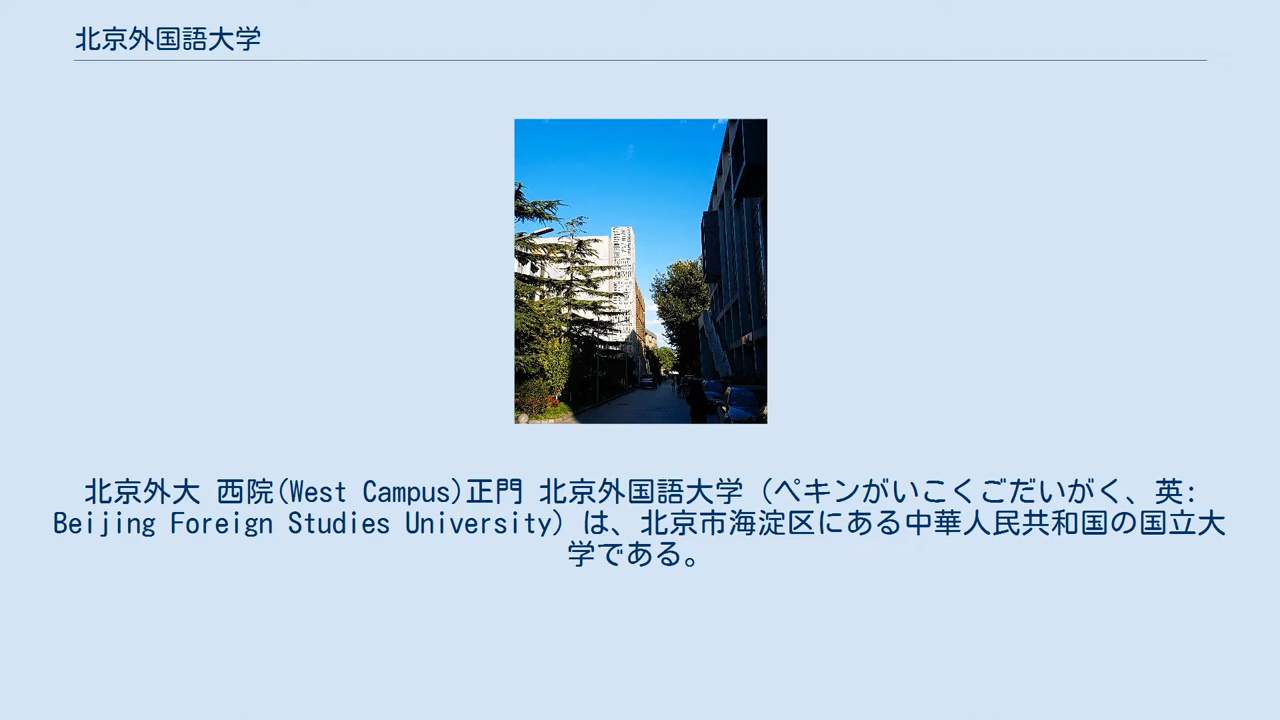 北京外国語大学
北京外大 西院(West Campus)正門 北京外国語大学（ペキンがいこくごだいがく、英:
Beijing Foreign Studies University）は、北京市海淀区にある中華人民共和国の国立大
学である。